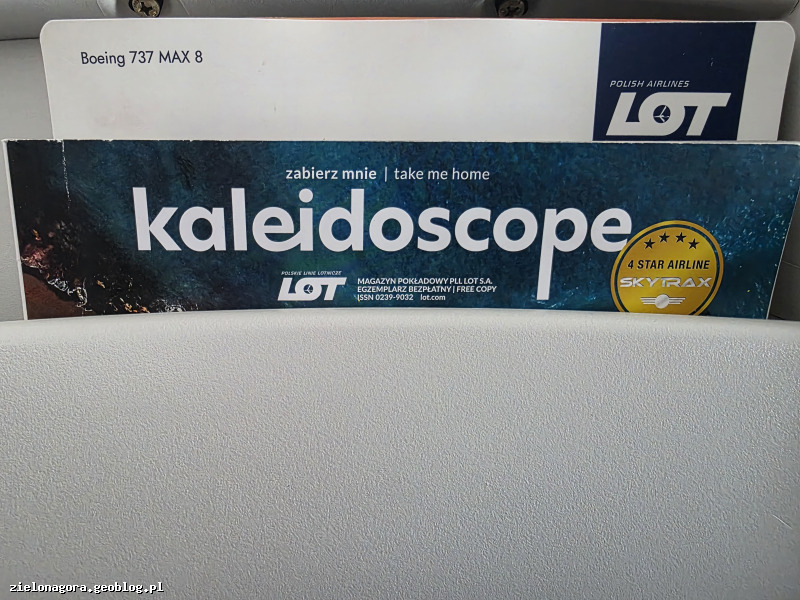 Boeing 737 MAX 8
POLISH AIRLINES
LOT
zabierz mnie | take me home
kaleidoscope
POLSKIE LINIE LOTNICZE
LOT
MAGAZYN POKŁADOWY PLL LOT S.A.
EGZEMPLARZ BEZPŁATNY | FREE COPY
ISSN 0239-9032 lot.com
4 STAR AIRLINE
SKYTRAX
zielonagora.geoblog.pl